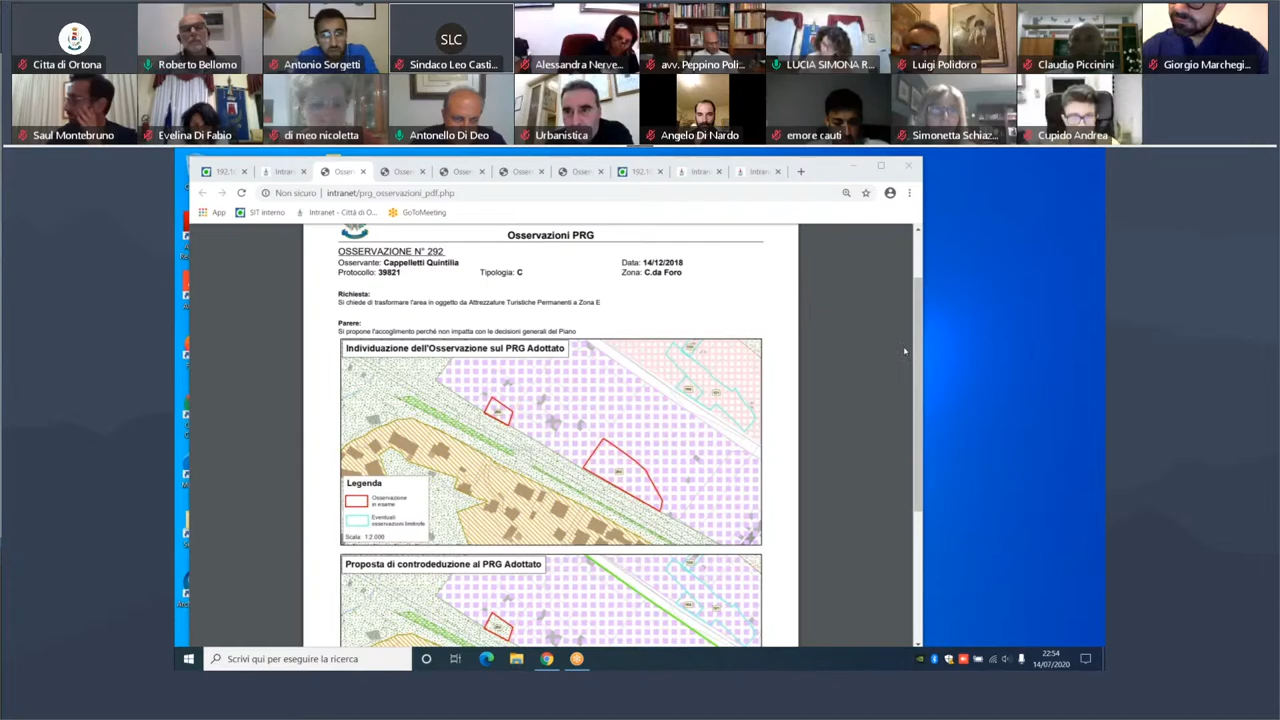 Citta di Ortona
Roberto Bellomo
Antonio Sorgetti
SLC
Sindaco Leo Casti...
Alessandra Nerve...
avv. Peppino Poli...
LUCIA SIMONA R...
Luigi Polidoro
Claudio Piccinini
Giorgio Marchegi...
Saul Montebruno
Evelina Di Fabio
di meo nicoletta
Antonello Di Deo
Urbanistica
Angelo Di Nardo
emore cauti
Simonetta Schiaz...
Cupido Andrea
Non sicuro | intranet/prg_osservazioni_pdf.php
App
SIT interno
Intranet - Città di O...
GoToMeeting
Osservazioni PRG
OSSERVAZIONE N° 292
Osservante: Cappelletti Quintilia
Data: 14/12/2018
Protocollo: 39821
Tipologia: C
Zona: C.da Foro
Richiesta:
Si chiede di trasformare l'area in oggetto da Attrezzature Turistiche Permanenti a Zona E
Parere:
Si propone l'accoglimento perché non impatta con le decisioni generali del Piano
Individuazione dell'Osservazione sul PRG Adottato
Legenda
Osservazione
in esame
Eventuali
osservazioni limitrofe
Scala: 1:2.000
Proposta di controdeduzione al PRG Adottato
Scrivi qui per eseguire la ricerca
22:54
14/07/2020